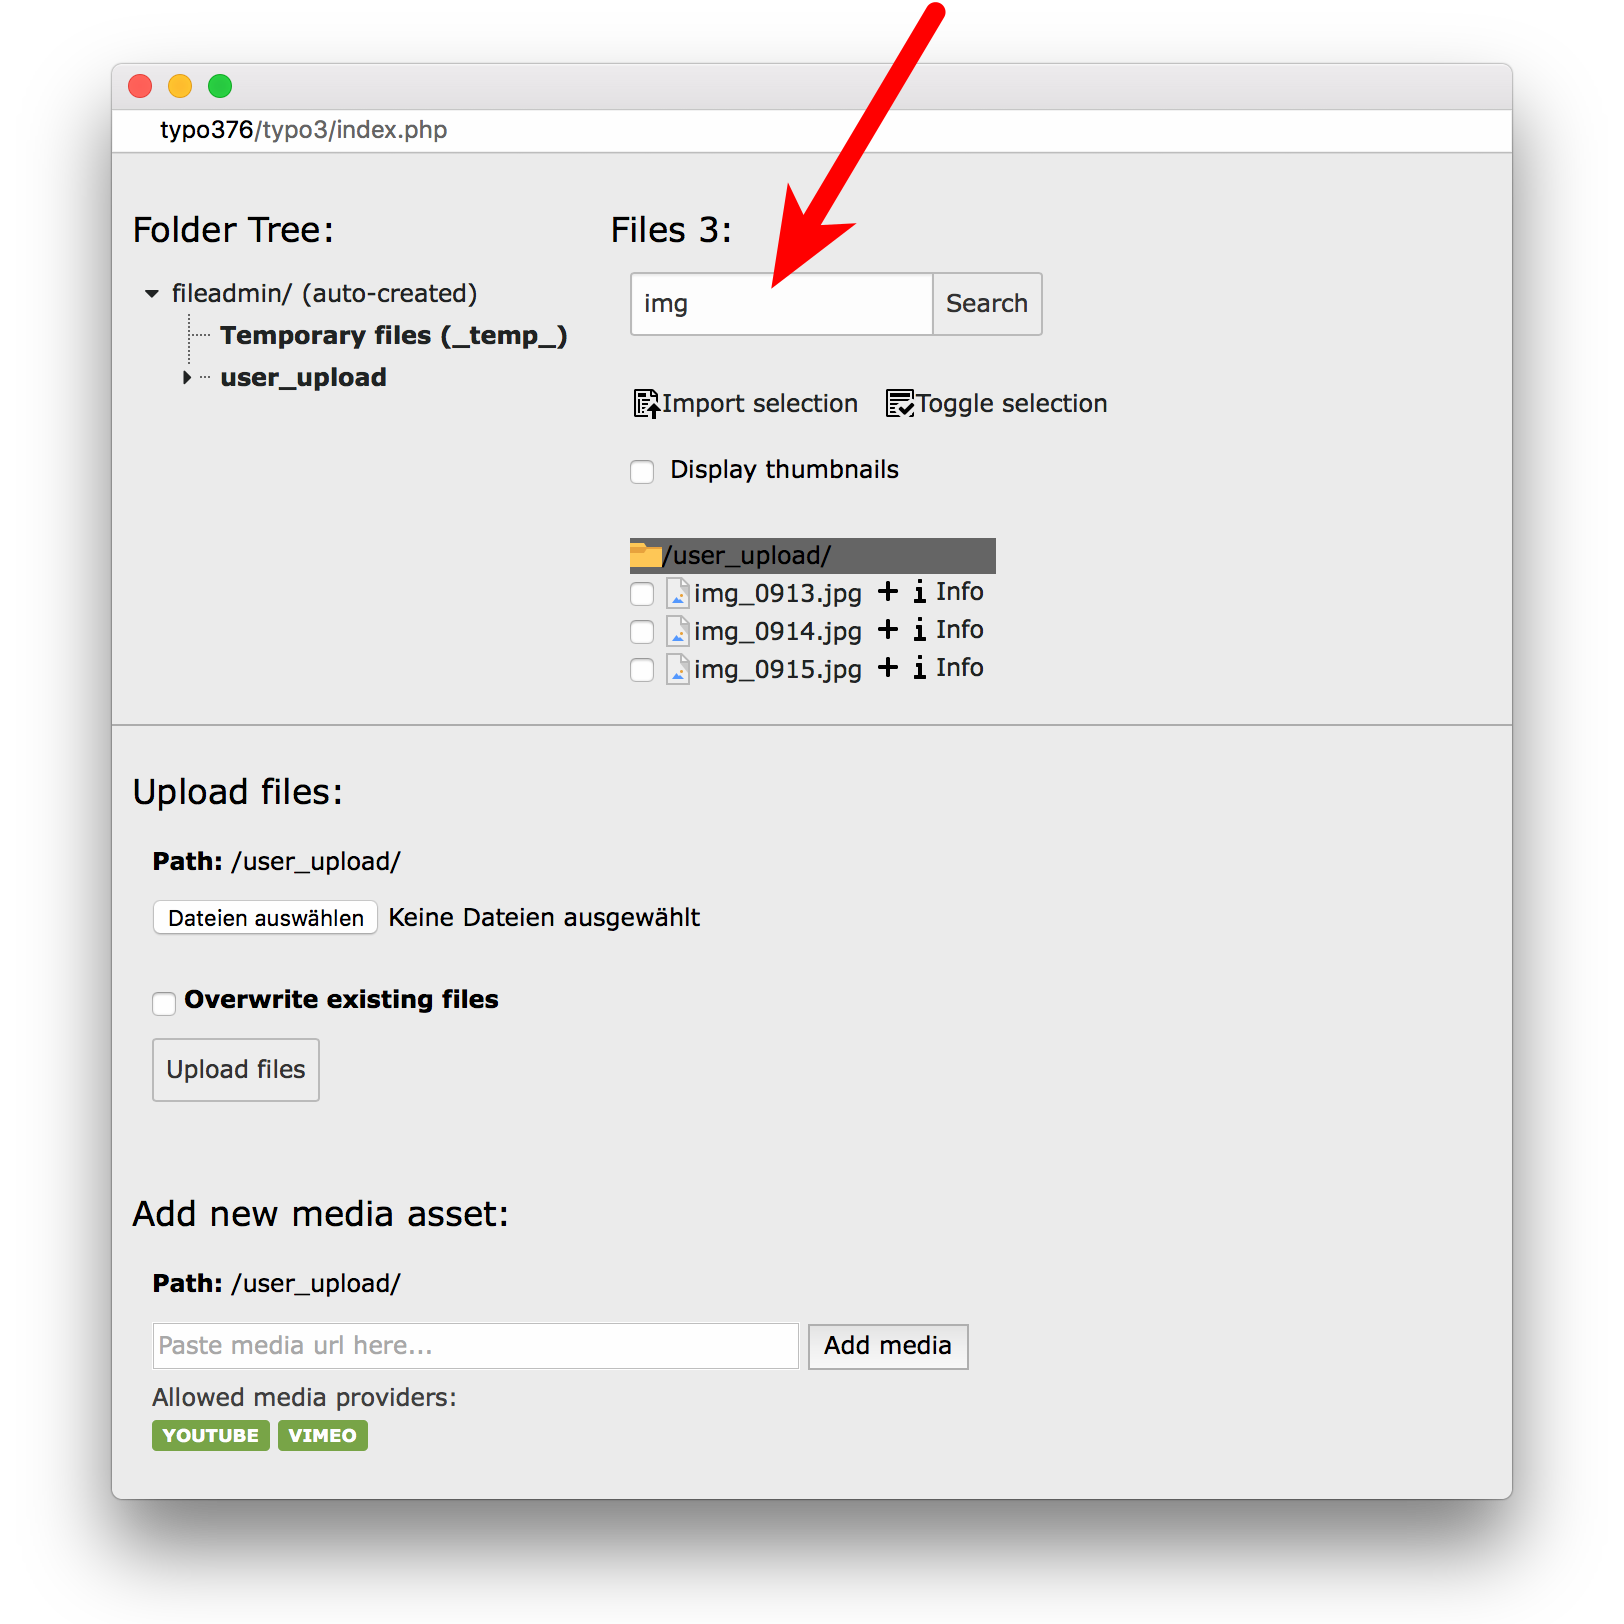 typo376/typo3/index.php
Folder Tree:
fileadmin/ (auto-created)
Temporary files (_temp_)
user_upload
Files 3:
img Search
Import selection Toggle selection
Display thumbnails
/user_upload/
img_0913.jpg + i Info
img_0914.jpg + i Info
img_0915.jpg + i Info
Upload files:
Path: /user_upload/
Dateien auswählen Keine Dateien ausgewählt
Overwrite existing files
Upload files
Add new media asset:
Path: /user_upload/
Paste media url here... Add media
Allowed media providers:
YOUTUBE VIMEO